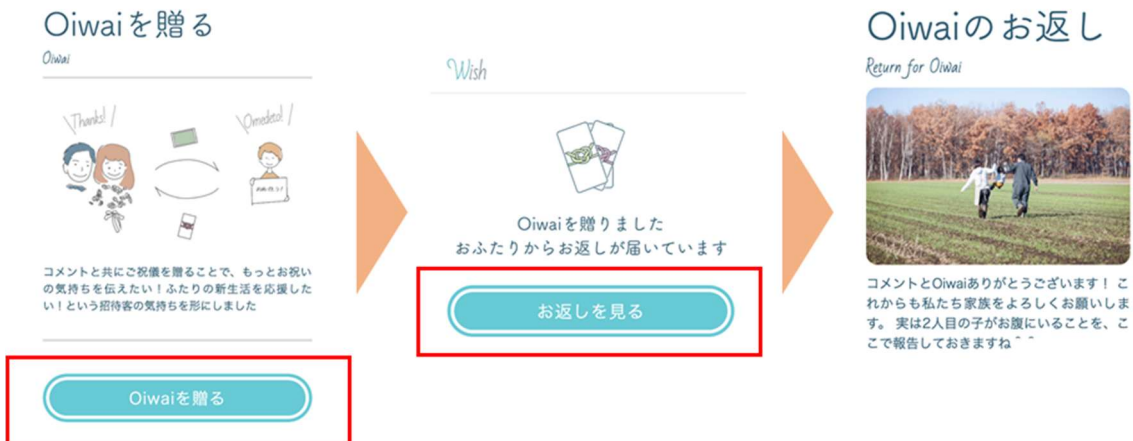 Oiwaiを贈る
Oiwai
Thanks!
Omedeto!
コメントと共にご祝儀を贈ることで、もっとお祝い
の気持ちを伝えたい！ふたりの新生活を応援した
い！という招待客の気持ちを形にしました
Oiwaiを贈る
Wish
Oiwaiを贈りました
おふたりからお返しが届いています
お返しを見る
Oiwaiのお返し
Return for Oiwai
コメントとOiwaiありがとうございます！ こ
れからも私たち家族をよろしくお願いしま
す。 実は2人目の子がお腹にいることを、こ
こで報告しておきますね＾＾